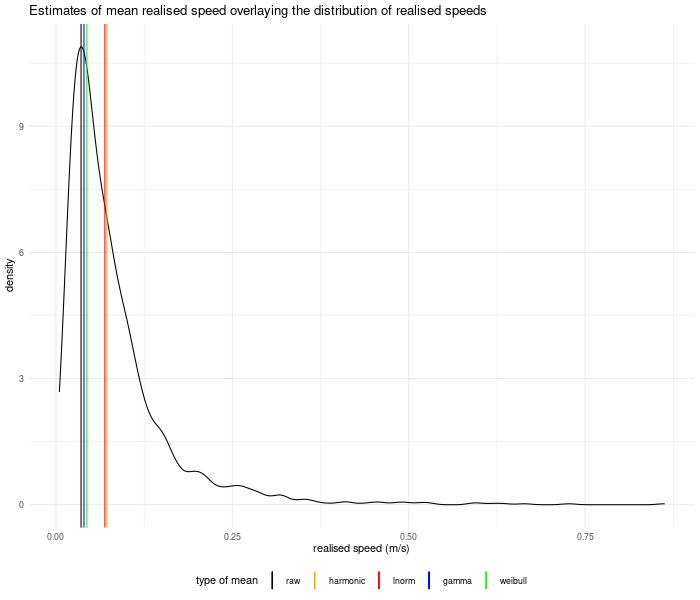 Estimates of mean realised speed overlaying the distribution of realised speeds
density
9
6
3
0
0.00 0.25 0.50 0.75
realised speed (m/s)
type of mean raw harmonic lnorm gamma weibull